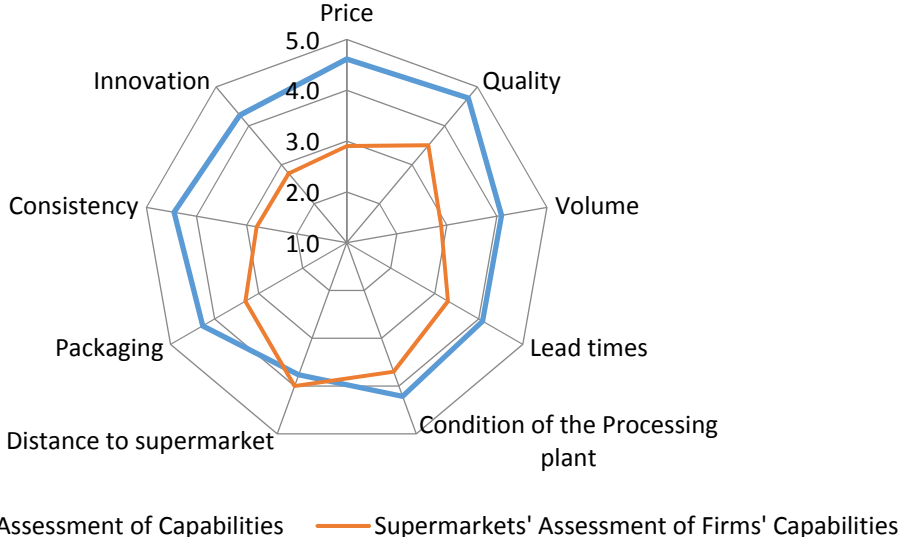 Price
5.0
Innovation
Quality
4.0
3.0
Consistency
2.0
Volume
1.0
Packaging
Lead times
Distance to supermarket
Condition of the Processing
plant
Assessment of Capabilities
Supermarkets' Assessment of Firms' Capabilities